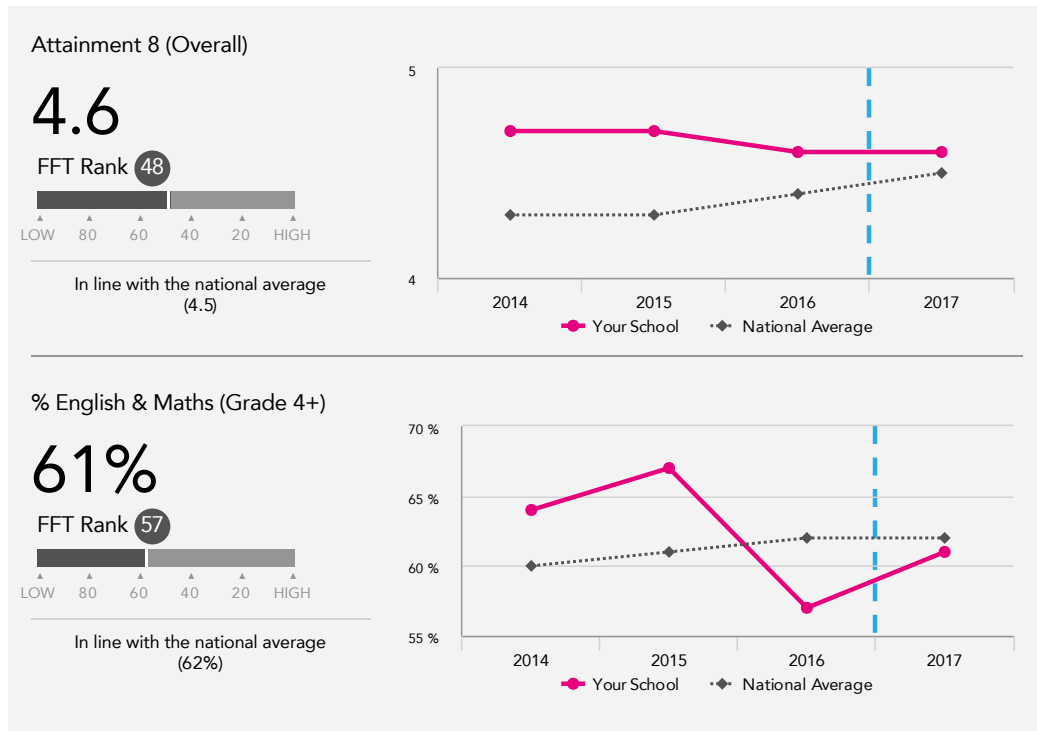 Attainment 8 (Overall)
4.6
FFT Rank 48
LOW 80 60 40 20 HIGH
In line with the national average
(4.5)
5
4
2014 2015 2016 2017
Your School National Average
% English & Maths (Grade 4+)
61%
FFT Rank 57
LOW 80 60 40 20 HIGH
In line with the national average
(62%)
70 %
65 %
60 %
55 %
2014 2015 2016 2017
Your School National Average